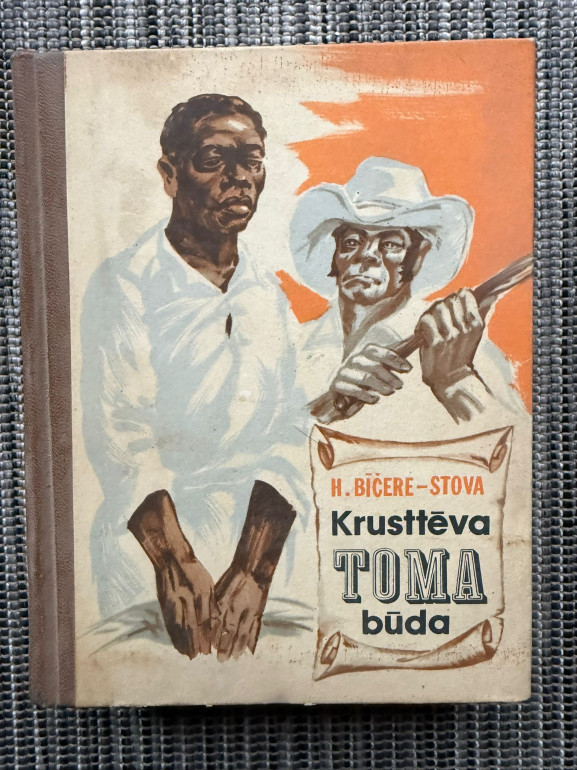 H. BĪČERE–STOVA
Krusttēva
TOMA
būda